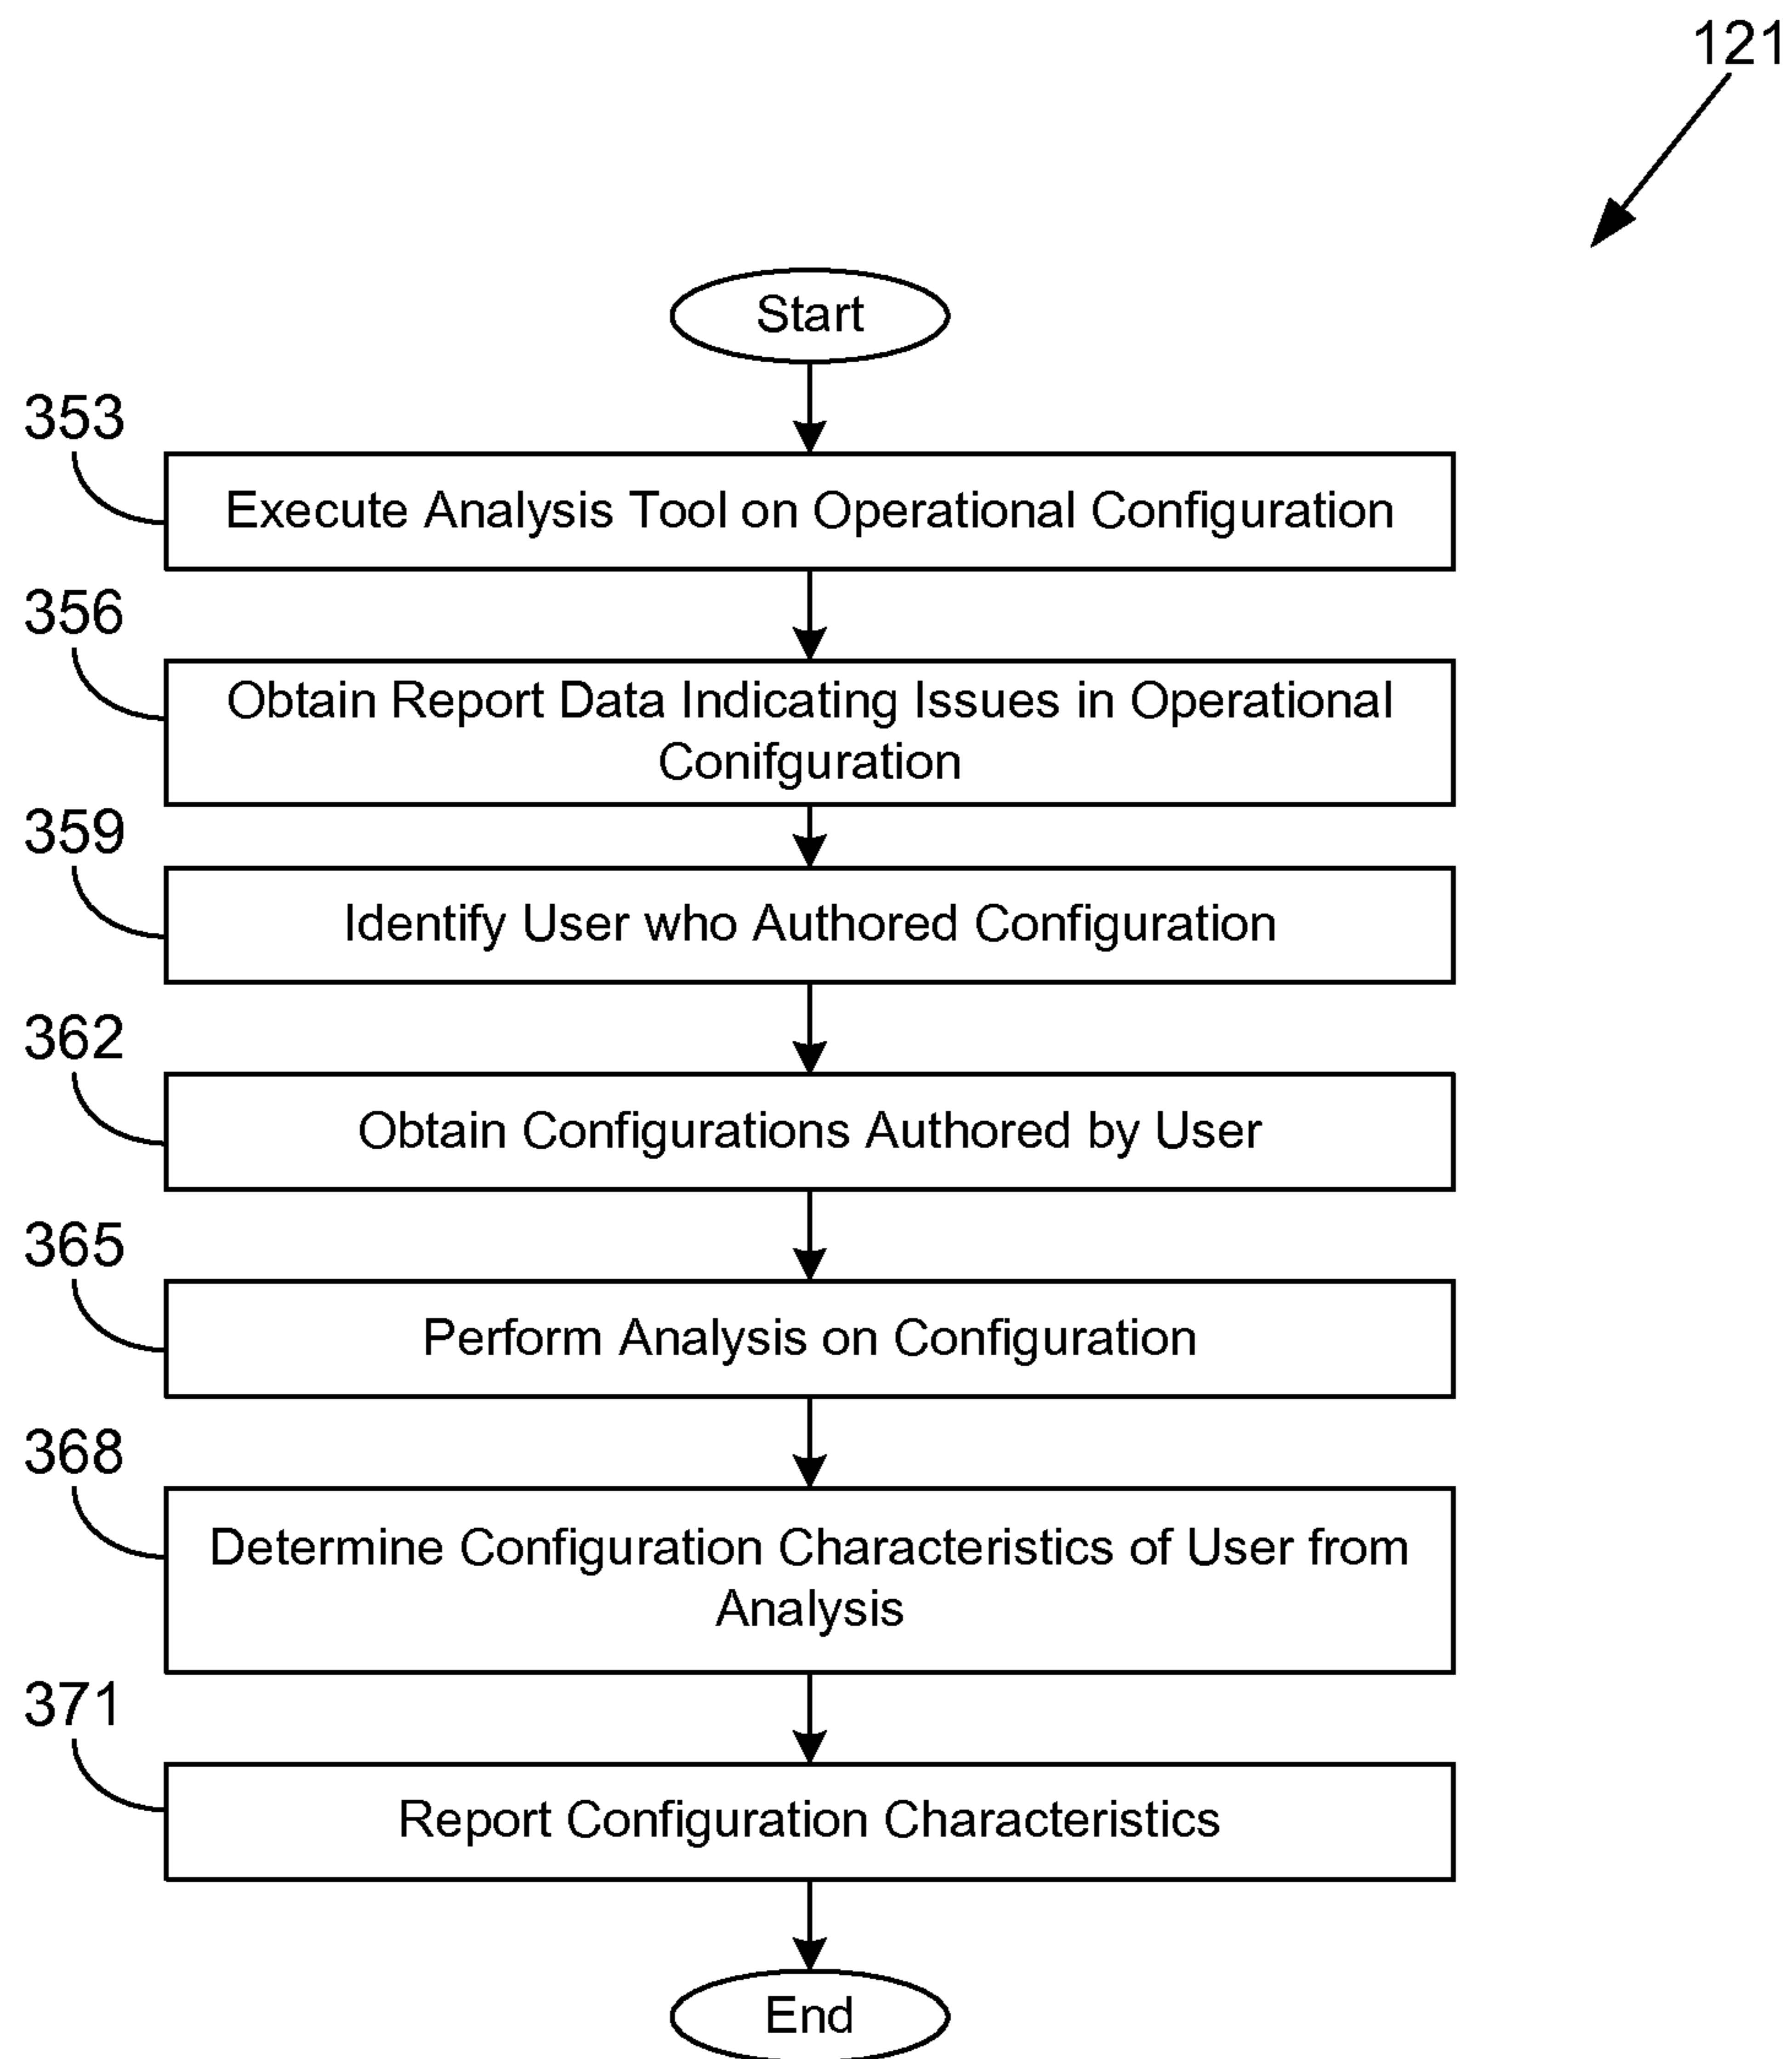 121
Start
353
Execute Analysis Tool on Operational Configuration
356
Obtain Report Data Indicating Issues in Operational
Conifguration
359
Identify User who Authored Configuration
362
Obtain Configurations Authored by User
365
Perform Analysis on Configuration
368
Determine Configuration Characteristics of User from
Analysis
371
Report Configuration Characteristics
End